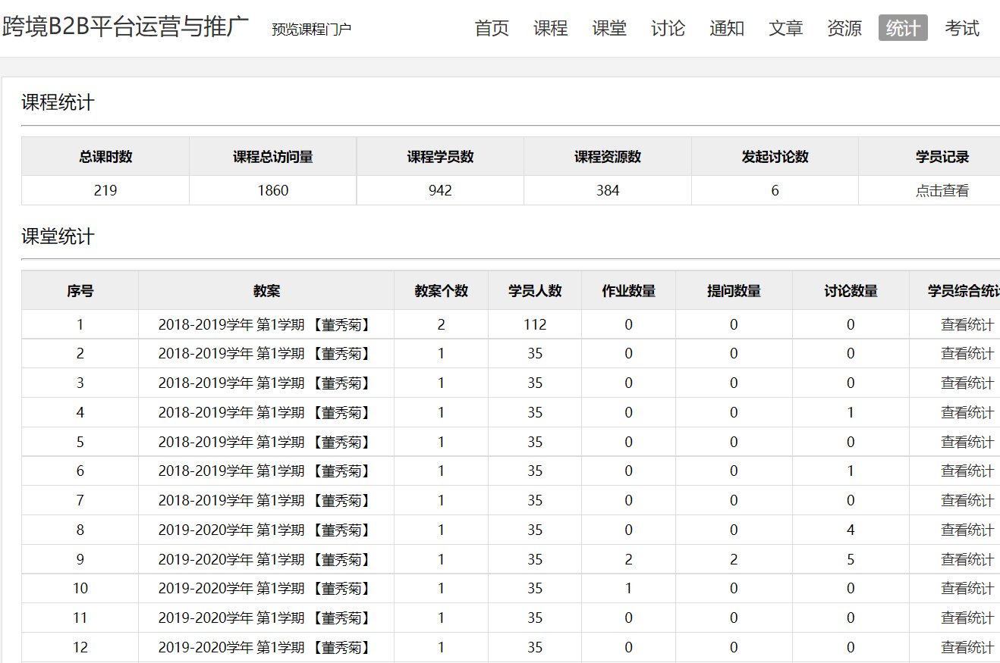 跨境B2B平台运营与推广 预览课程门户 首页 课程 课堂 讨论 通知 文章 资源 统计 考试
课程统计
总课时数 课程总访问量 课程学员数 课程资源数 发起讨论数 学员记录
219 1860 942 384 6 点击查看
课堂统计
序号 教案 教案个数 学员人数 作业数量 提问数量 讨论数量 学员综合统计
1 2018-2019学年 第1学期 【董秀菊】 2 112 0 0 0 查看统计
2 2018-2019学年 第1学期 【董秀菊】 1 35 0 0 0 查看统计
3 2018-2019学年 第1学期 【董秀菊】 1 35 0 0 0 查看统计
4 2018-2019学年 第1学期 【董秀菊】 1 35 0 0 1 查看统计
5 2018-2019学年 第1学期 【董秀菊】 1 35 0 0 0 查看统计
6 2018-2019学年 第1学期 【董秀菊】 1 35 0 0 1 查看统计
7 2018-2019学年 第1学期 【董秀菊】 1 35 0 0 0 查看统计
8 2019-2020学年 第1学期 【董秀菊】 1 35 0 0 4 查看统计
9 2019-2020学年 第1学期 【董秀菊】 1 35 2 2 5 查看统计
10 2019-2020学年 第1学期 【董秀菊】 1 35 1 0 0 查看统计
11 2019-2020学年 第1学期 【董秀菊】 1 35 0 0 0 查看统计
12 2019-2020学年 第1学期 【董秀菊】 1 35 0 0 0 查看统计